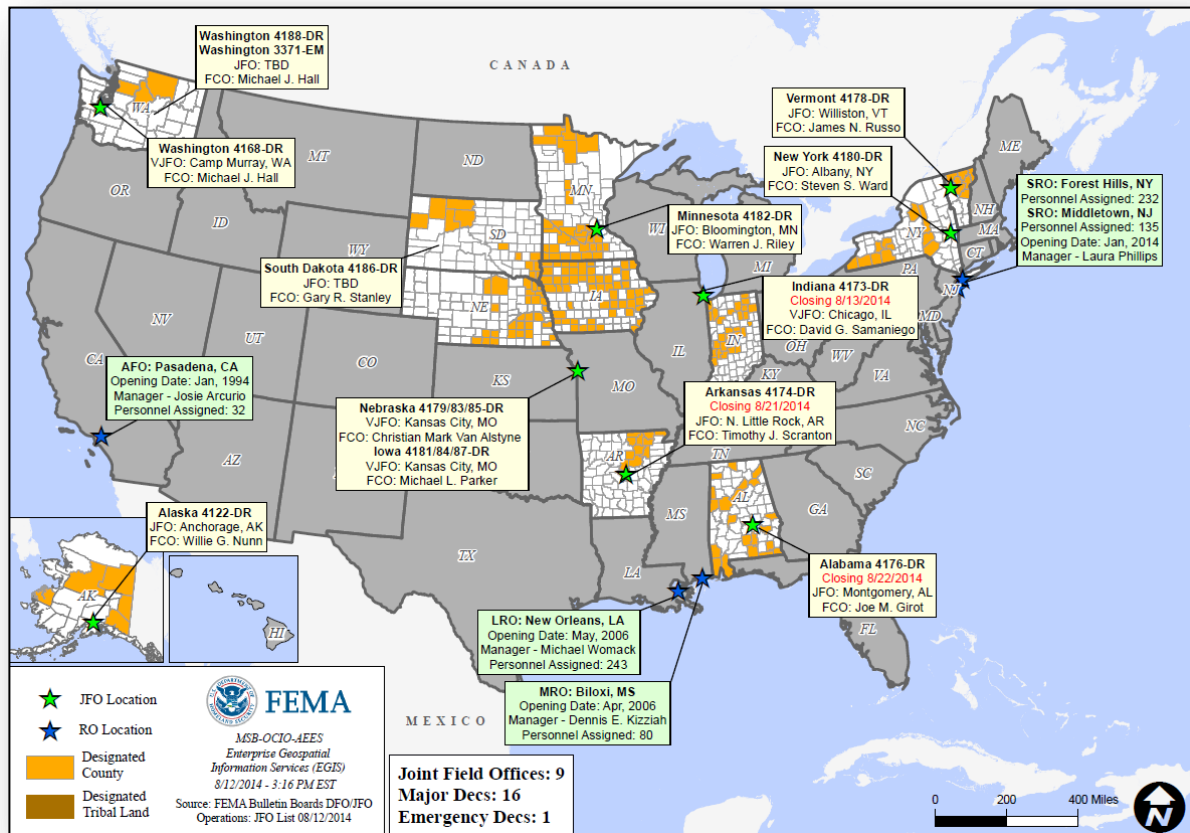 Washington 4188-DR
Washington 3371-EM
JFO: TBD
FCO: Michael J. Hall
CANADA
WA
Washington 4168-DR
VJFO: Camp Murray, WA
FCO: Michael J. Hall
Vermont 4178-DR
JFO: Williston, VT
FCO: James N. Russo
New York 4180-DR
JFO: Albany, NY
FCO: Steven S. Ward
SRO: Forest Hills, NY
Personnel Assigned: 232
SRO: Middletown, NJ
Personnel Assigned: 135
Opening Date: Jan, 2014
Manager - Laura Phillips
Minnesota 4182-DR
JFO: Bloomington, MN
FCO: Warren J. Riley
South Dakota 4186-DR
JFO: TBD
FCO: Gary R. Stanley
Indiana 4173-DR
Closing 8/13/2014
VJFO: Chicago, IL
FCO: David G. Samaniego
MT
ND
ME
OR
ID
WY
SD
MN
WI
MI
NY
NH
MA
CT
PA
NJ
MD
NV
UT
CO
NE
IA
IL
IN
OH
WV
VA
CA
KS
MO
KY
NC
AZ
AR
TN
SC
MS
AL
GA
TX
LA
FL
AFO: Pasadena, CA
Opening Date: Jan, 1994
Manager - Josie Arcurio
Personnel Assigned: 32
Nebraska 4179/83/85-DR
VJFO: Kansas City, MO
FCO: Christian Mark Van Alstyne
Iowa 4181/84/87-DR
VJFO: Kansas City, MO
FCO: Michael L. Parker
Arkansas 4174-DR
Closing 8/21/2014
JFO: N. Little Rock, AR
FCO: Timothy J. Scranton
Alaska 4122-DR
JFO: Anchorage, AK
FCO: Willie G. Nunn
AK
HI
Alabama 4176-DR
Closing 8/22/2014
JFO: Montgomery, AL
FCO: Joe M. Girot
LRO: New Orleans, LA
Opening Date: May, 2006
Manager - Michael Womack
Personnel Assigned: 243
MRO: Biloxi, MS
Opening Date: Apr, 2006
Manager - Dennis E. Kizziah
Personnel Assigned: 80
MEXICO
JFO Location
RO Location
Designated
County
Designated
Tribal Land
FEMA
MSB-OCIO-AEES
Enterprise Geospatial
Information Services (EGIS)
8/12/2014 - 3:16 PM EST
Source: FEMA Bulletin Boards DFO/JFO
Operations: JFO List 08/12/2014
Joint Field Offices: 9
Major Decs: 16
Emergency Decs: 1
0 200 400 Miles
N